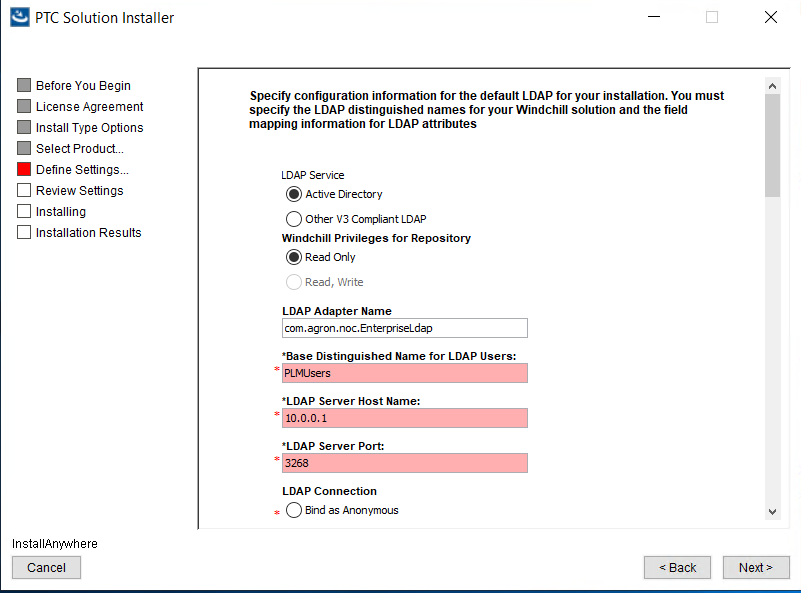 PTC Solution Installer
Before You Begin
License Agreement
Install Type Options
Select Product...
Define Settings...
Review Settings
Installing
Installation Results
Specify configuration information for the default LDAP for your installation. You must
specify the LDAP distinguished names for your Windchill solution and the field
mapping information for LDAP attributes
LDAP Service
Active Directory
Other V3 Compliant LDAP
Windchill Privileges for Repository
Read Only
Read, Write
LDAP Adapter Name
com.agron.noc.EnterpriseLdap
*Base Distinguished Name for LDAP Users:
* PLMUsers
*LDAP Server Host Name:
* 10.0.0.1
*LDAP Server Port:
* 3268
LDAP Connection
* Bind as Anonymous
InstallAnywhere
Cancel
< Back
Next >